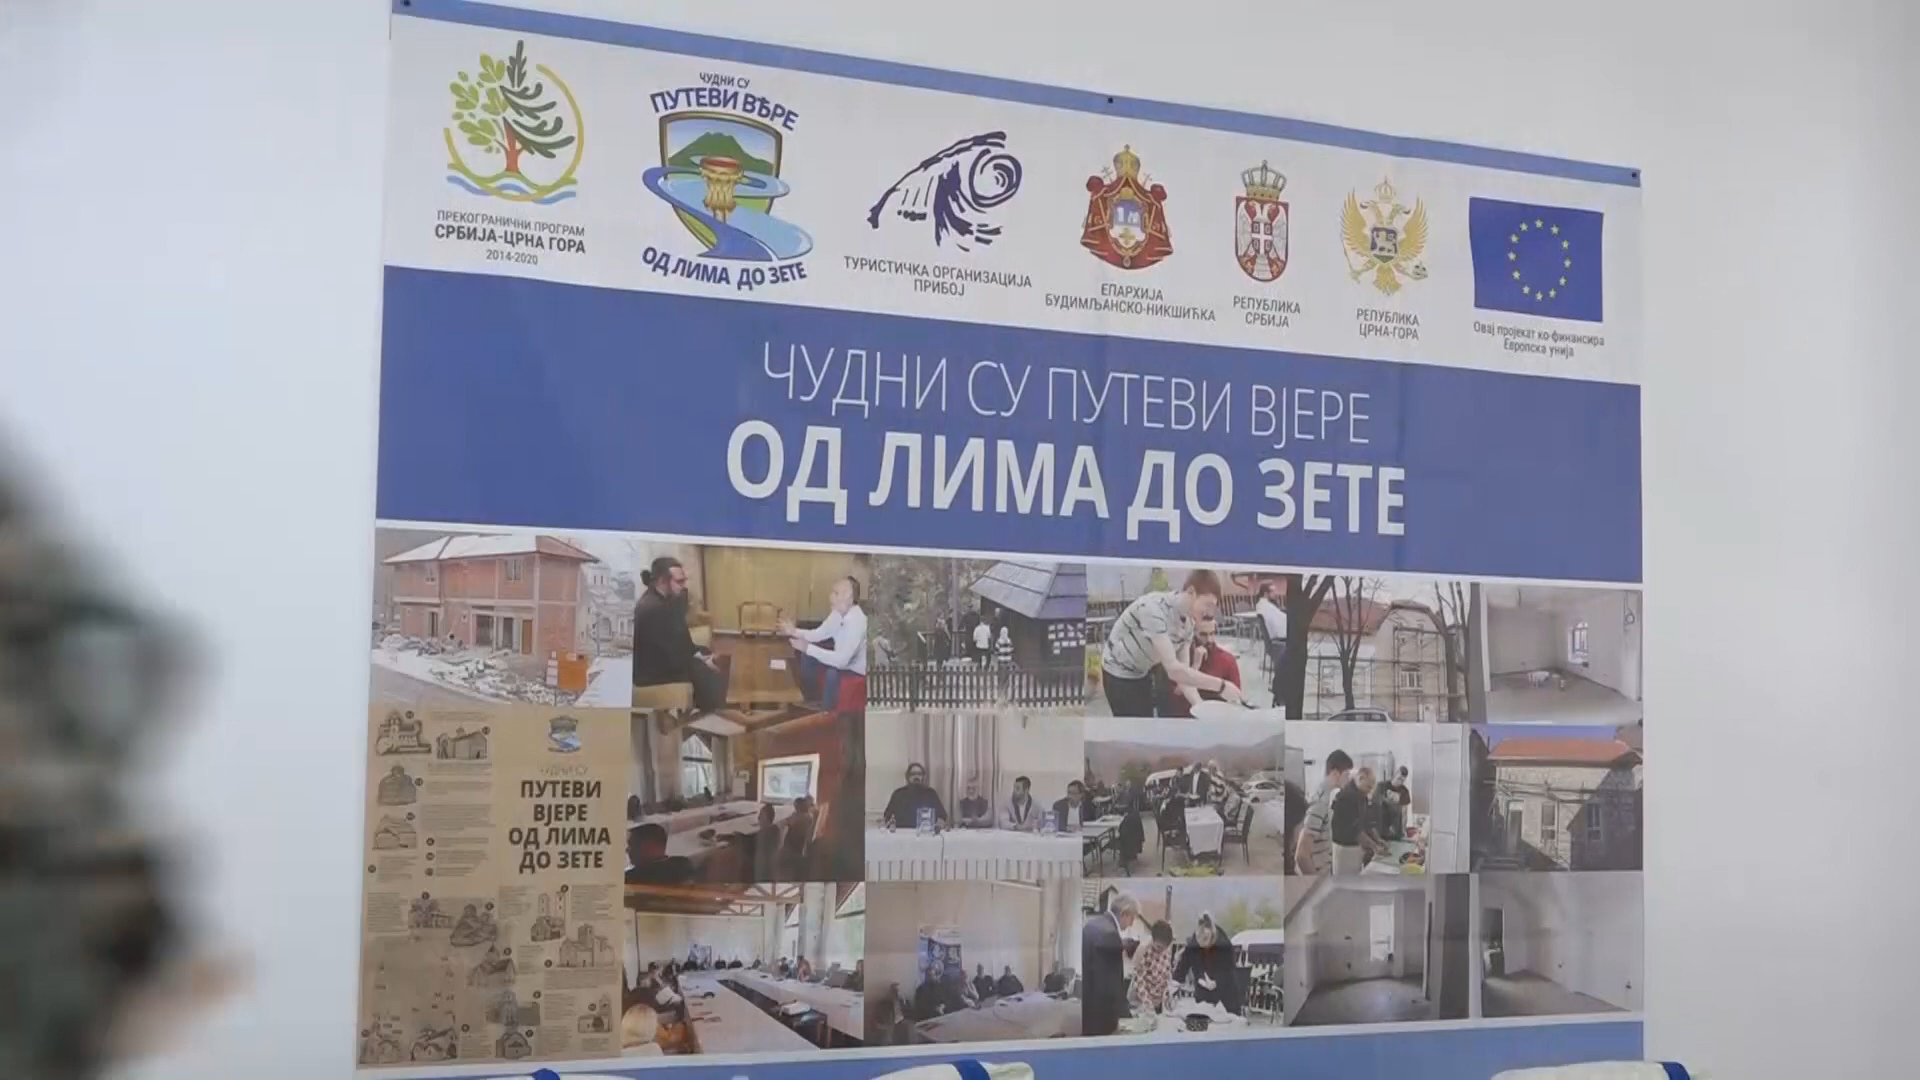 ПРЕКОГРАНИЧНИ ПРОГРАМ
СРБИЈА-ЦРНА ГОРА
2014-2020
ЧУДНИ СУ
ПУТЕВИ ВѢРЕ
ОД ЛИМА ДО ЗЕТЕ
ТУРИСТИЧКА ОРГАНИЗАЦИЈА
ПРИБОЈ
ЕПАРХИЈА
БУДИМЉАНСКО-НИКШИЋКА
РЕПУБЛИКА
СРБИЈА
РЕПУБЛИКА
ЦРНА-ГОРА
Овај пројекат ко-финансира
Европска унија
ЧУДНИ СУ ПУТЕВИ ВЈЕРЕ
ОД ЛИМА ДО ЗЕТЕ
ЧУДНИ СУ
ПУТЕВИ
ВЈЕРЕ
ОД ЛИМА
ДО ЗЕТЕ